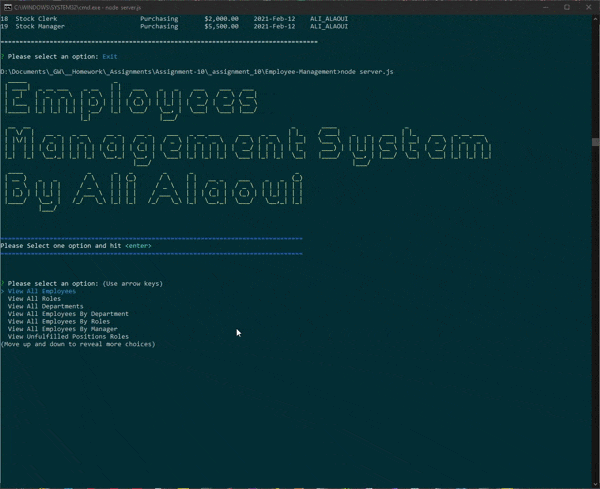 C:\WINDOWS\SYSTEM32\cmd.exe - node server.js
18 Stock Clerk Purchasing $2,000.00 2021-Feb-12 ALI_ALAOUI
19 Stock Manager Purchasing $5,500.00 2021-Feb-12 ALI_ALAOUI
? Please select an option: Exit
D:\Documents\_GW\__Homework\_Assignments\Assignment-10\_assignment_10\Employee-Management>node server.js
Employees
Management System
By Ali Alaoui
Please Select one option and hit <enter>
? Please select an option: (Use arrow keys)
> View All Employees
View All Roles
View All Departments
View All Employees By Department
View All Employees By Roles
View All Employees By Manager
View Unfulfilled Positions Roles
(Move up and down to reveal more choices)